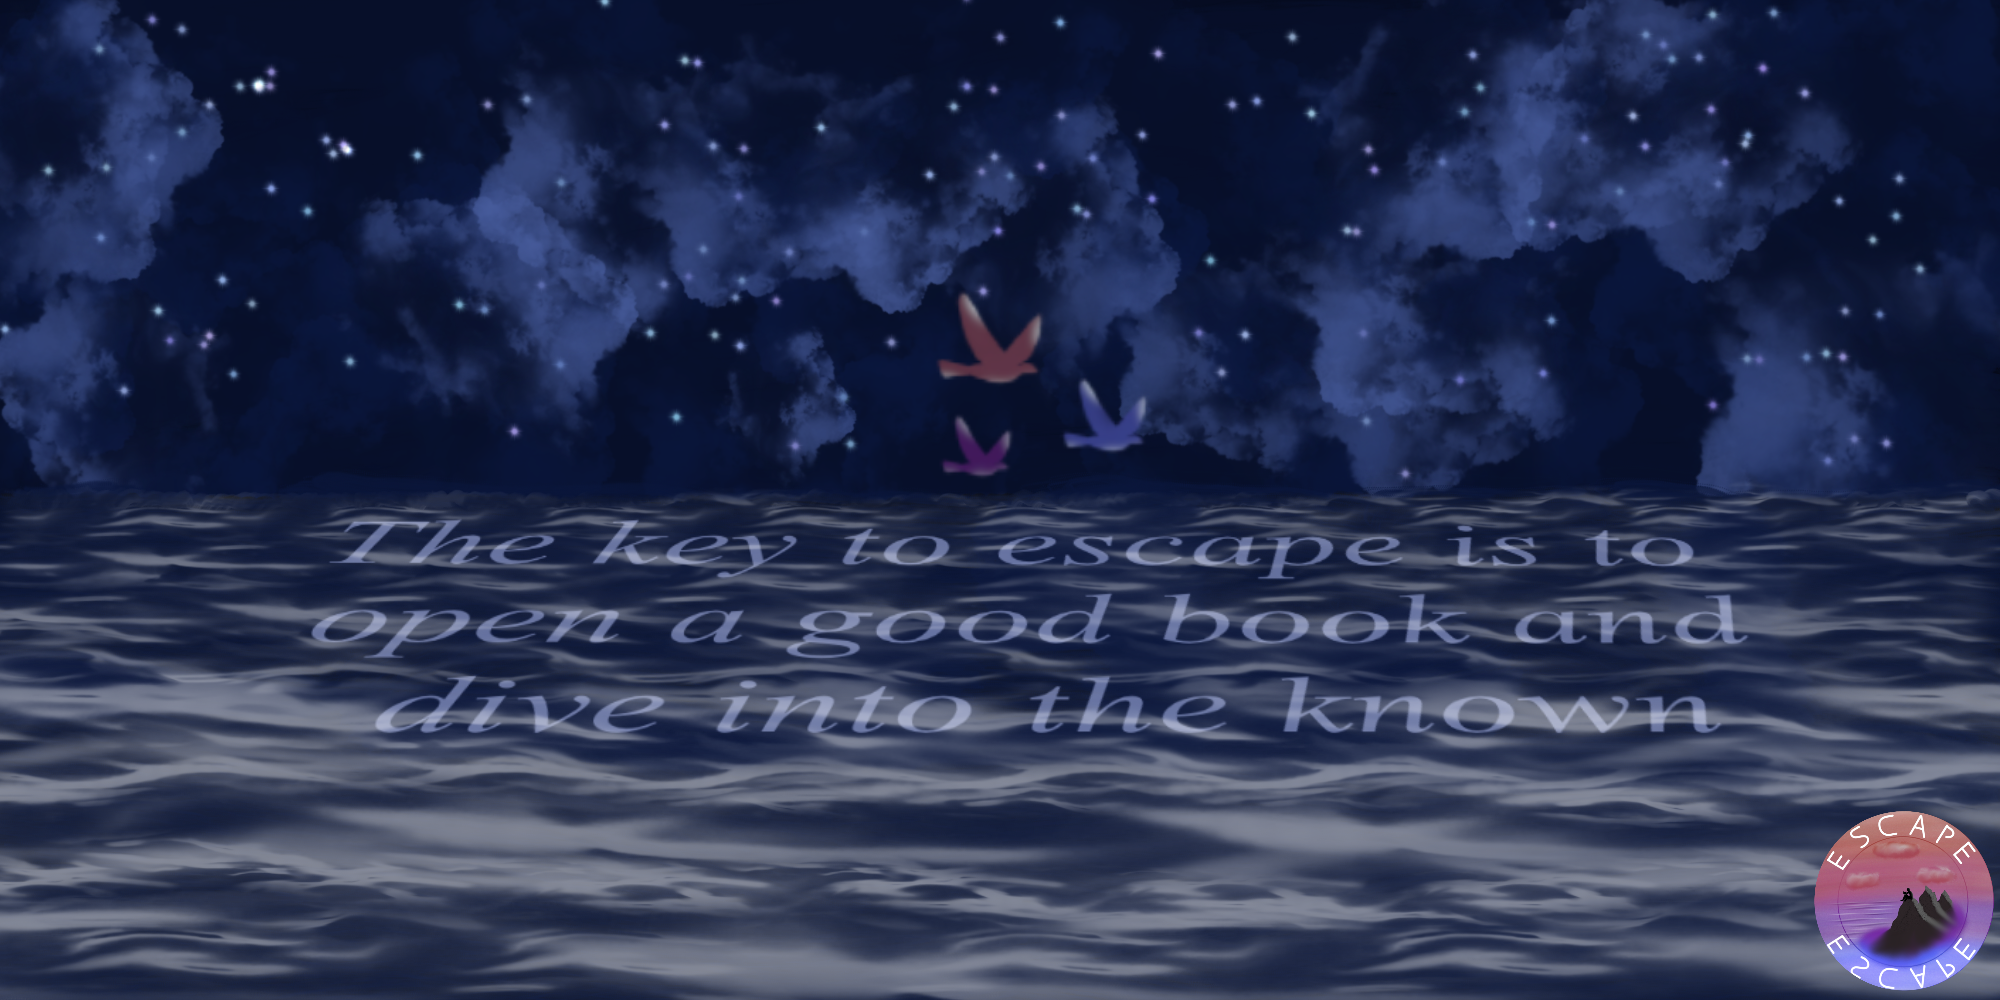 The key to escape is to
open a good book and
dive into the known
ESCAPE
ESCAPE